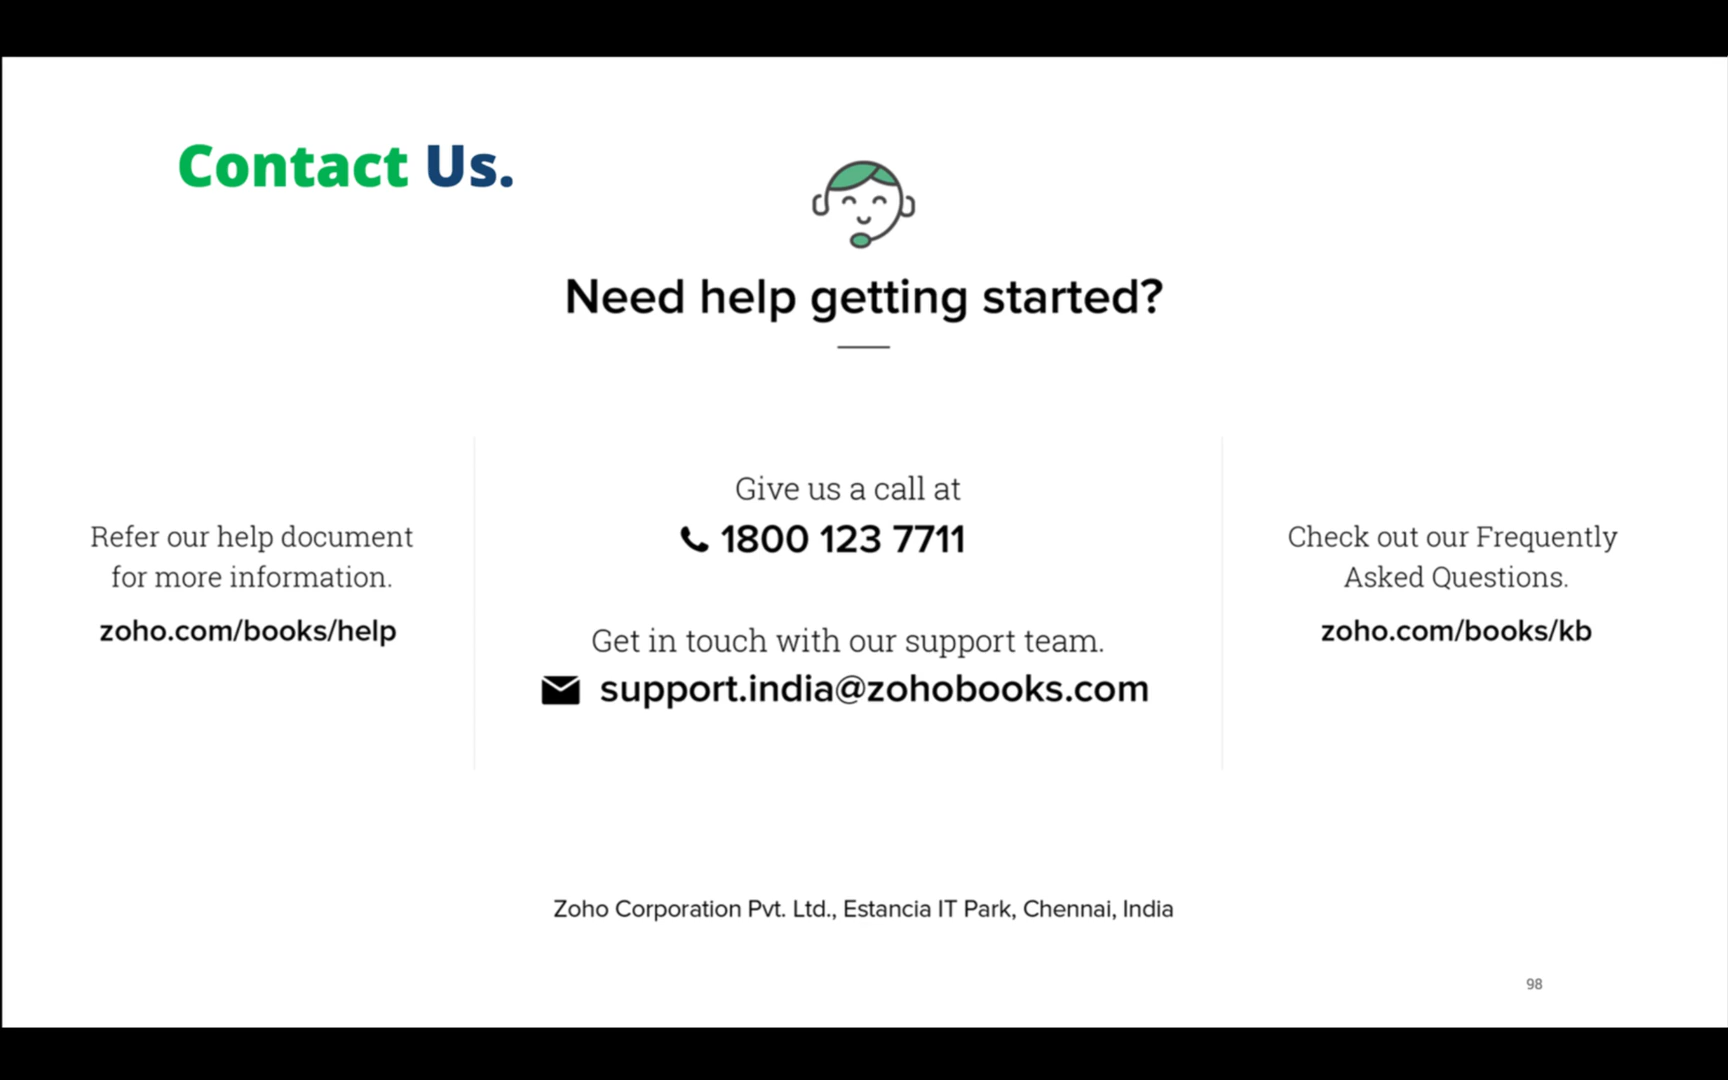 Contact Us.
Need help getting started?
Refer our help document
for more information.
zoho.com/books/help
Give us a call at
1800 123 7711
Get in touch with our support team.
support.india@zohobooks.com
Check out our Frequently
Asked Questions.
zoho.com/books/kb
Zoho Corporation Pvt. Ltd., Estancia IT Park, Chennai, India
98